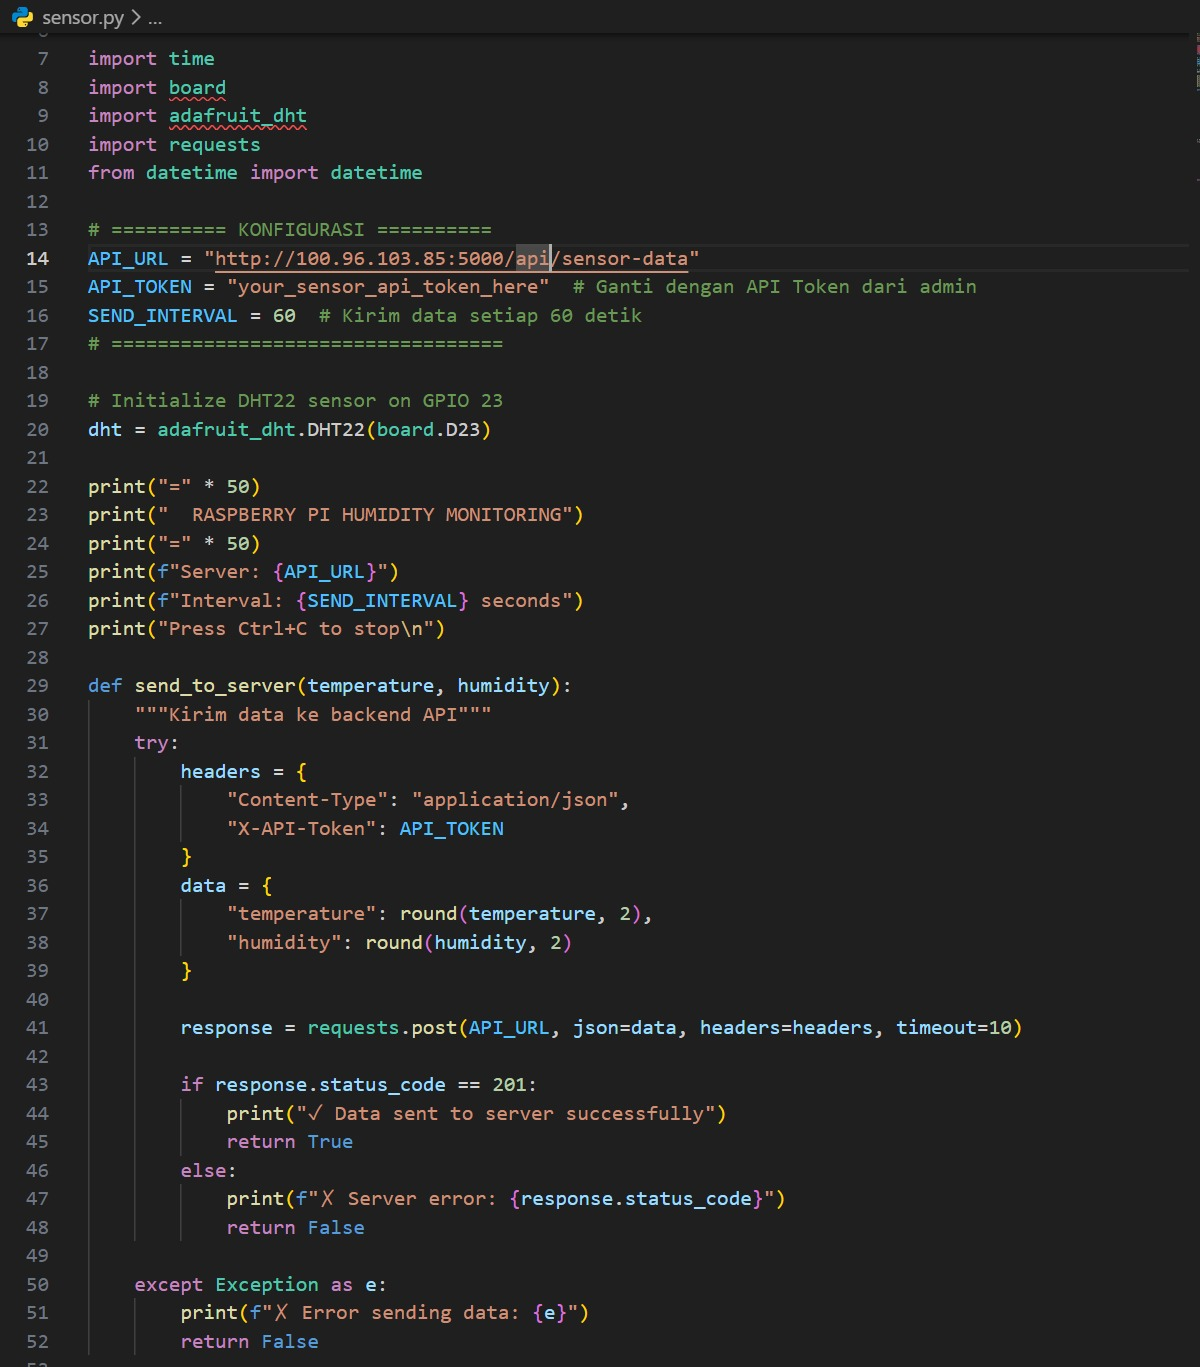 sensor.py > ...
7 import time
8 import board
9 import adafruit_dht
10 import requests
11 from datetime import datetime
12
13 # ========== KONFIGURASI ==========
14 API_URL = "http://100.96.103.85:5000/api/sensor-data"
15 API_TOKEN = "your_sensor_api_token_here"  # Ganti dengan API Token dari admin
16 SEND_INTERVAL = 60  # Kirim data setiap 60 detik
17 # ==================================
18
19 # Initialize DHT22 sensor on GPIO 23
20 dht = adafruit_dht.DHT22(board.D23)
21
22 print("=" * 50)
23 print("  RASPBERRY PI HUMIDITY MONITORING")
24 print("=" * 50)
25 print(f"Server: {API_URL}")
26 print(f"Interval: {SEND_INTERVAL} seconds")
27 print("Press Ctrl+C to stop\n")
28
29 def send_to_server(temperature, humidity):
30     """Kirim data ke backend API"""
31     try:
32         headers = {
33             "Content-Type": "application/json",
34             "X-API-Token": API_TOKEN
35         }
36         data = {
37             "temperature": round(temperature, 2),
38             "humidity": round(humidity, 2)
39         }
40
41         response = requests.post(API_URL, json=data, headers=headers, timeout=10)
42
43         if response.status_code == 201:
44             print("✓ Data sent to server successfully")
45             return True
46         else:
47             print(f"✗ Server error: {response.status_code}")
48             return False
49
50     except Exception as e:
51         print(f"✗ Error sending data: {e}")
52         return False